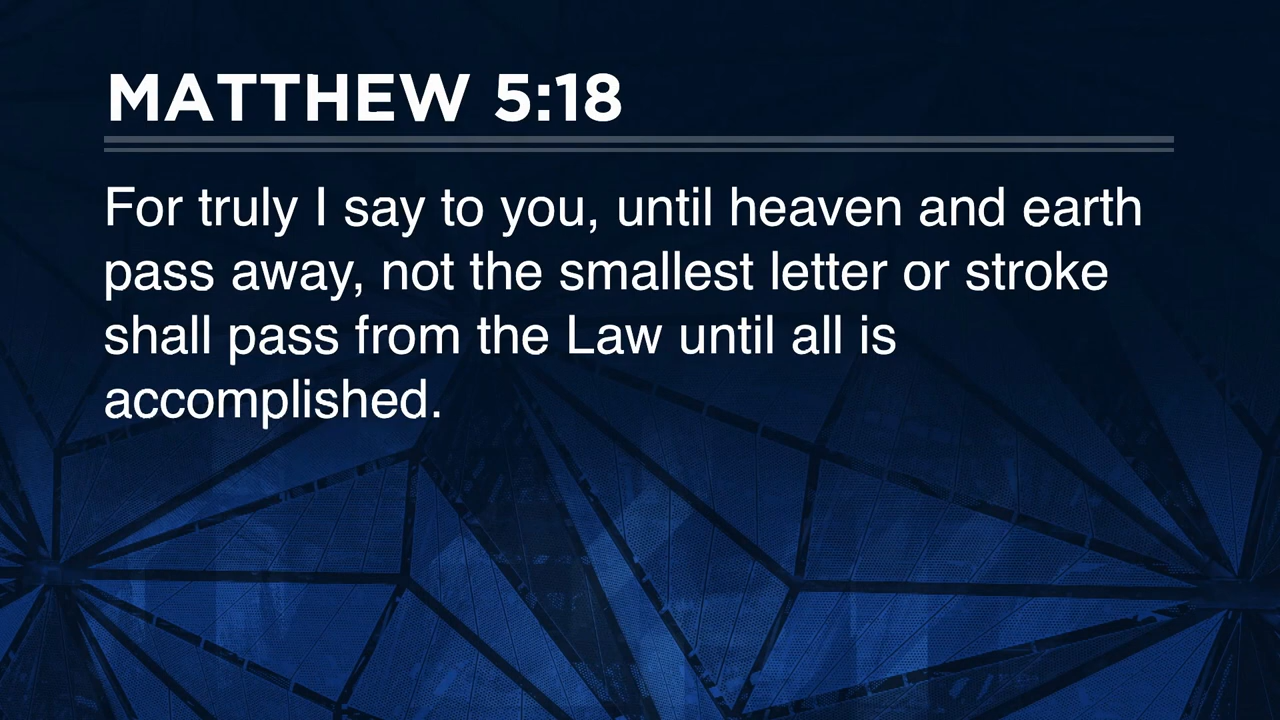 MATTHEW 5:18
For truly I say to you, until heaven and earth
pass away, not the smallest letter or stroke
shall pass from the Law until all is
accomplished.